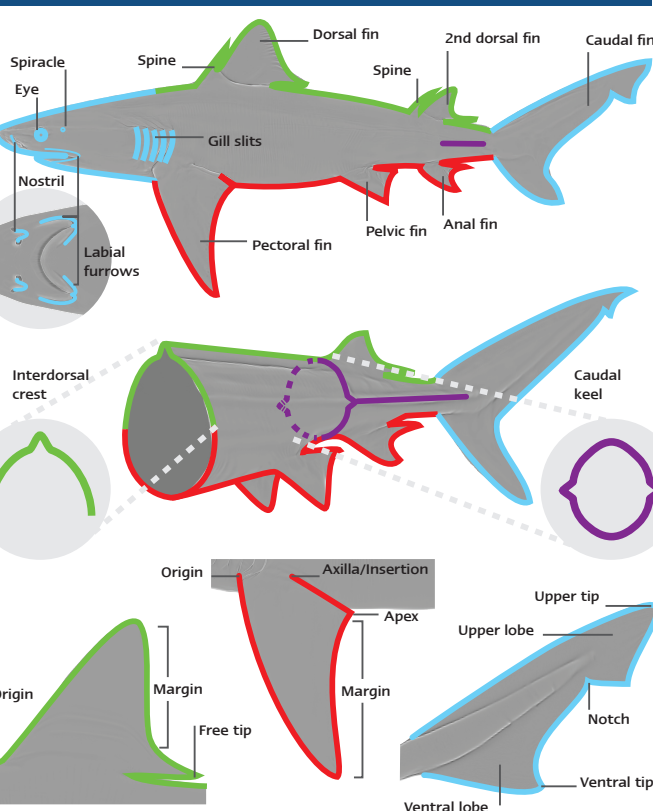 Dorsal fin
2nd dorsal fin
Caudal fin
Spiracle
Spine
Spine
Eye
Gill slits
Nostril
Pelvic fin
Anal fin
Pectoral fin
Labial
furrows
Interdorsal
crest
Caudal
keel
Origin
Axilla/Insertion
Apex
Upper tip
Upper lobe
Margin
Margin
Free tip
Notch
Ventral tip
Ventral lobe